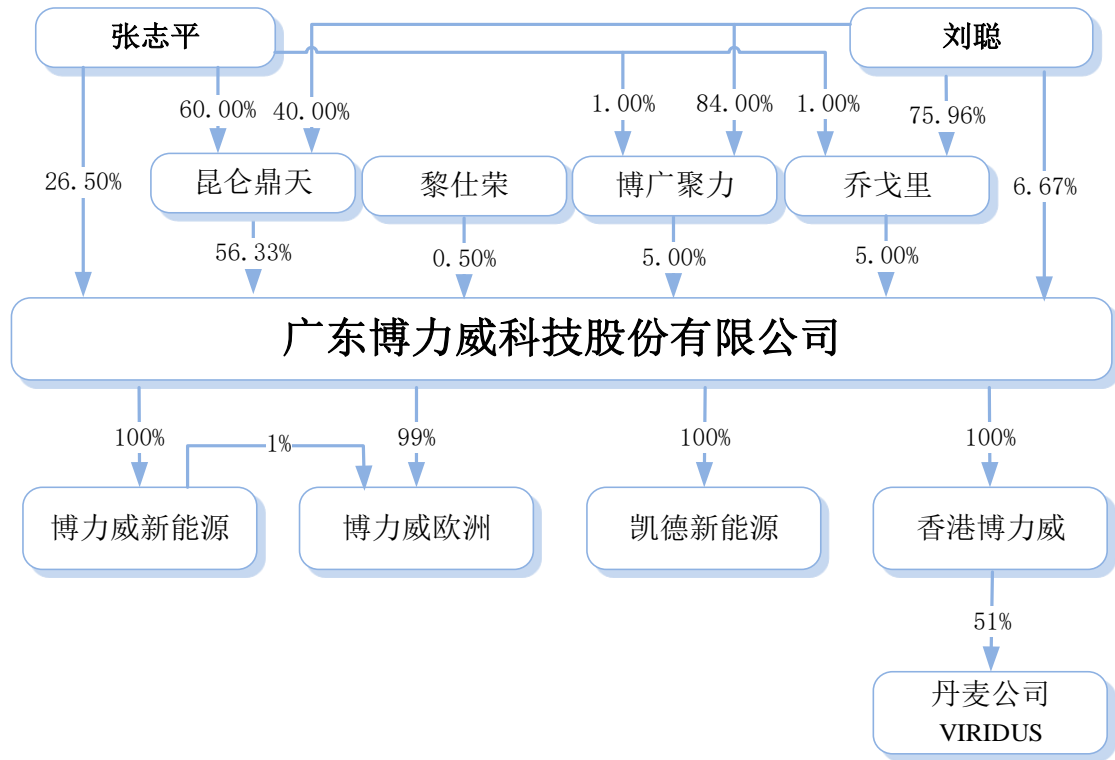 张志平
刘聪
60.00%
40.00%
1.00%
84.00%
1.00%
75.96%
26.50%
昆仑鼎天
黎仕荣
博广聚力
乔戈里
6.67%
56.33%
0.50%
5.00%
5.00%
广东博力威科技股份有限公司
100%
1%
99%
100%
100%
博力威新能源
博力威欧洲
凯德新能源
香港博力威
51%
丹麦公司
VIRIDUS